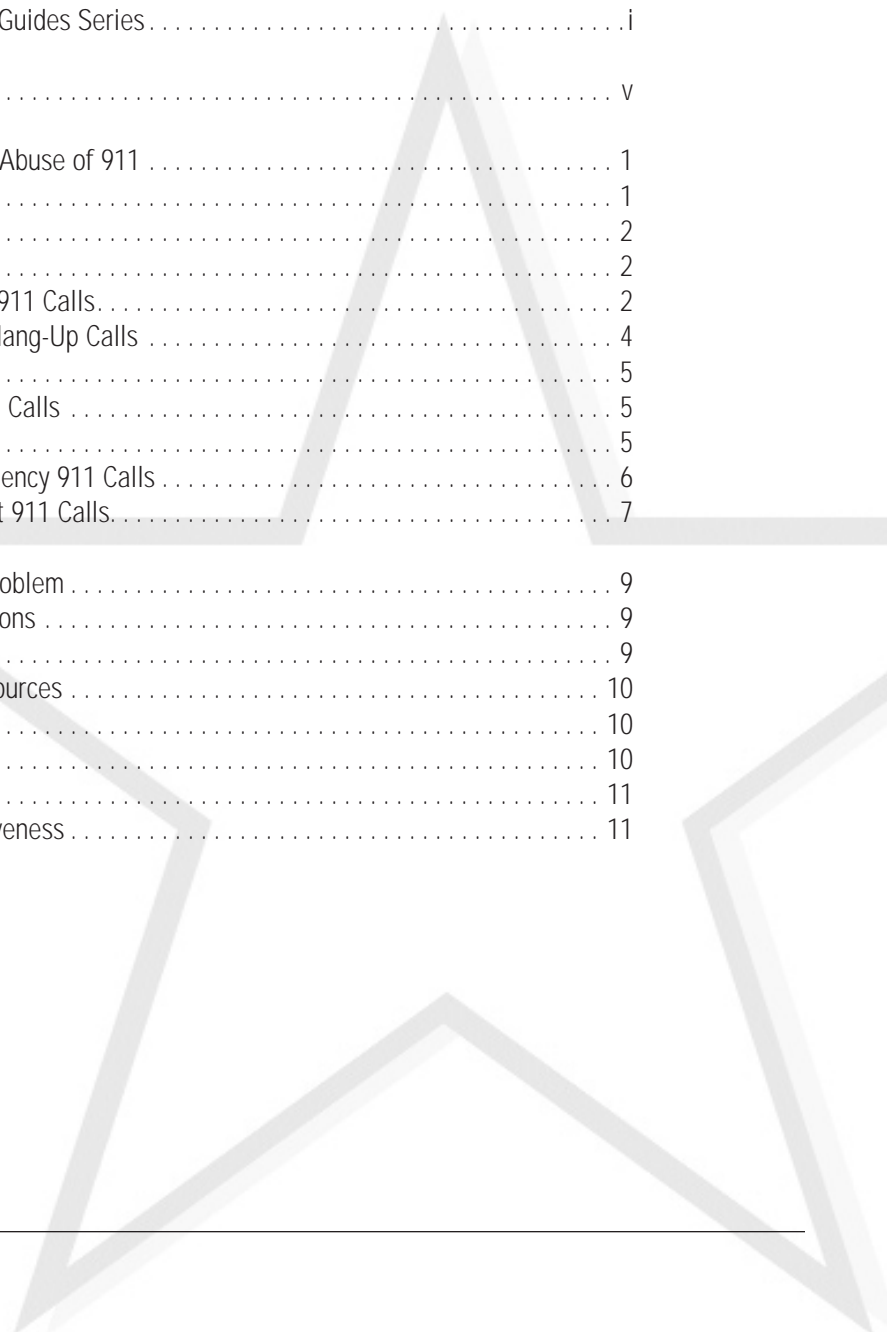 Guides Series . . . . . . . . . . . . . . . . . . . . . . . . . . . . . . . . . . . . .i
. . . . . . . . . . . . . . . . . . . . . . . . . . . . . . . . . . . . . . . . . . . . . . . v
Abuse of 911 . . . . . . . . . . . . . . . . . . . . . . . . . . . . . . . . . . . . 1
. . . . . . . . . . . . . . . . . . . . . . . . . . . . . . . . . . . . . . . . . . . . . . . 1
. . . . . . . . . . . . . . . . . . . . . . . . . . . . . . . . . . . . . . . . . . . . . . . 2
. . . . . . . . . . . . . . . . . . . . . . . . . . . . . . . . . . . . . . . . . . . . . . . 2
911 Calls. . . . . . . . . . . . . . . . . . . . . . . . . . . . . . . . . . . . . . . . 2
Hang-Up Calls . . . . . . . . . . . . . . . . . . . . . . . . . . . . . . . . . . . . 4
. . . . . . . . . . . . . . . . . . . . . . . . . . . . . . . . . . . . . . . . . . . . . . . 5
Calls . . . . . . . . . . . . . . . . . . . . . . . . . . . . . . . . . . . . . . . . . . 5
. . . . . . . . . . . . . . . . . . . . . . . . . . . . . . . . . . . . . . . . . . . . . . . 5
ency 911 Calls . . . . . . . . . . . . . . . . . . . . . . . . . . . . . . . . . . . 6
t 911 Calls. . . . . . . . . . . . . . . . . . . . . . . . . . . . . . . . . . . . . . . 7
oblem . . . . . . . . . . . . . . . . . . . . . . . . . . . . . . . . . . . . . . . . . . 9
ons . . . . . . . . . . . . . . . . . . . . . . . . . . . . . . . . . . . . . . . . . . . . 9
. . . . . . . . . . . . . . . . . . . . . . . . . . . . . . . . . . . . . . . . . . . . . . . 9
ources . . . . . . . . . . . . . . . . . . . . . . . . . . . . . . . . . . . . . . . . . 10
. . . . . . . . . . . . . . . . . . . . . . . . . . . . . . . . . . . . . . . . . . . . . . 10
. . . . . . . . . . . . . . . . . . . . . . . . . . . . . . . . . . . . . . . . . . . . . . 10
. . . . . . . . . . . . . . . . . . . . . . . . . . . . . . . . . . . . . . . . . . . . . . 11
veness . . . . . . . . . . . . . . . . . . . . . . . . . . . . . . . . . . . . . . . . . 11